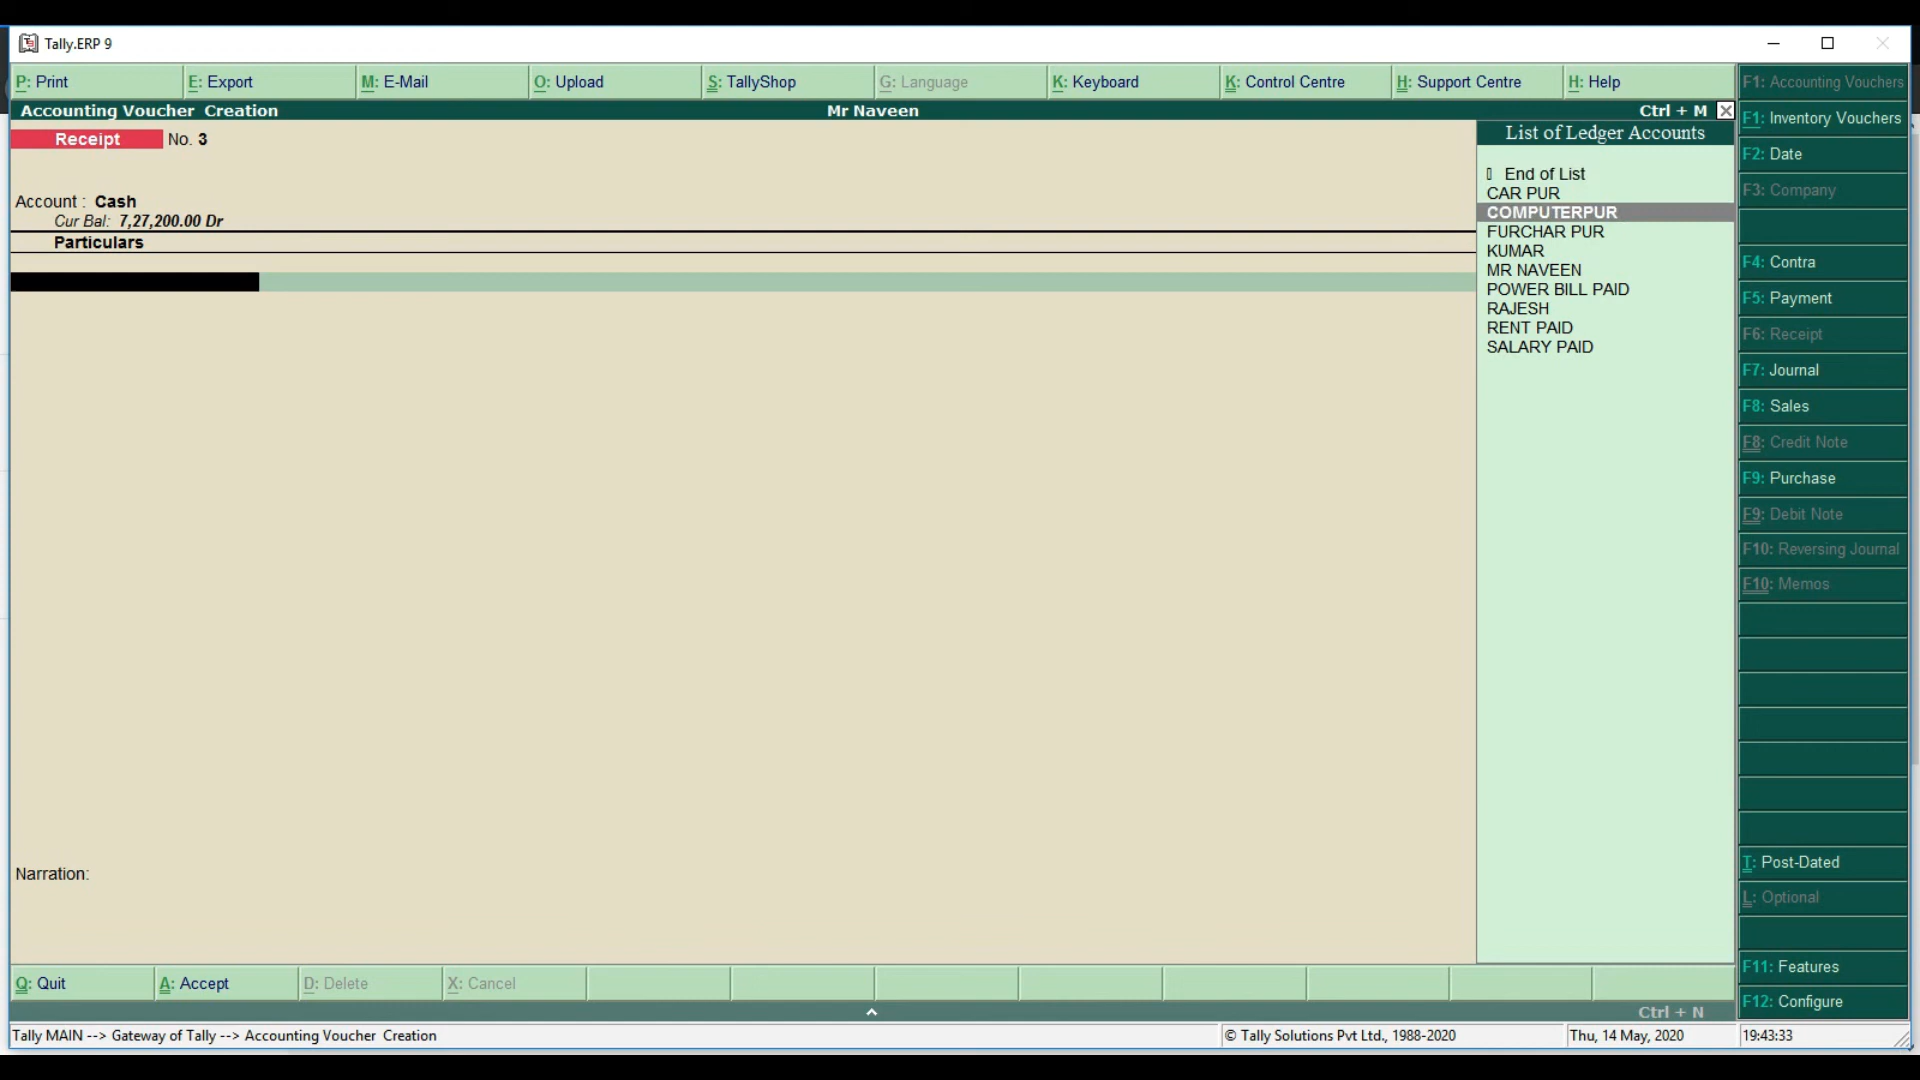 Tally.ERP 9
P: Print E: Export M: E-Mail O: Upload S: TallyShop G: Language K: Keyboard K: Control Centre H: Support Centre H: Help
Accounting Voucher Creation Mr Naveen Ctrl + M
Receipt No. 3
Account : Cash
Cur Bal: 7,27,200.00 Dr
Particulars
List of Ledger Accounts
End of List
CAR PUR
COMPUTERPUR
FURCHAR PUR
KUMAR
MR NAVEEN
POWER BILL PAID
RAJESH
RENT PAID
SALARY PAID
F1: Accounting Vouchers
F1: Inventory Vouchers
F2: Date
F3: Company
F4: Contra
F5: Payment
F6: Receipt
F7: Journal
F8: Sales
F8: Credit Note
F9: Purchase
F9: Debit Note
F10: Reversing Journal
F10: Memos
T: Post-Dated
L: Optional
F11: Features
F12: Configure
Narration:
Q: Quit A: Accept D: Delete X: Cancel
Ctrl + N
Tally MAIN --> Gateway of Tally --> Accounting Voucher Creation © Tally Solutions Pvt Ltd., 1988-2020 Thu, 14 May, 2020 19:43:33